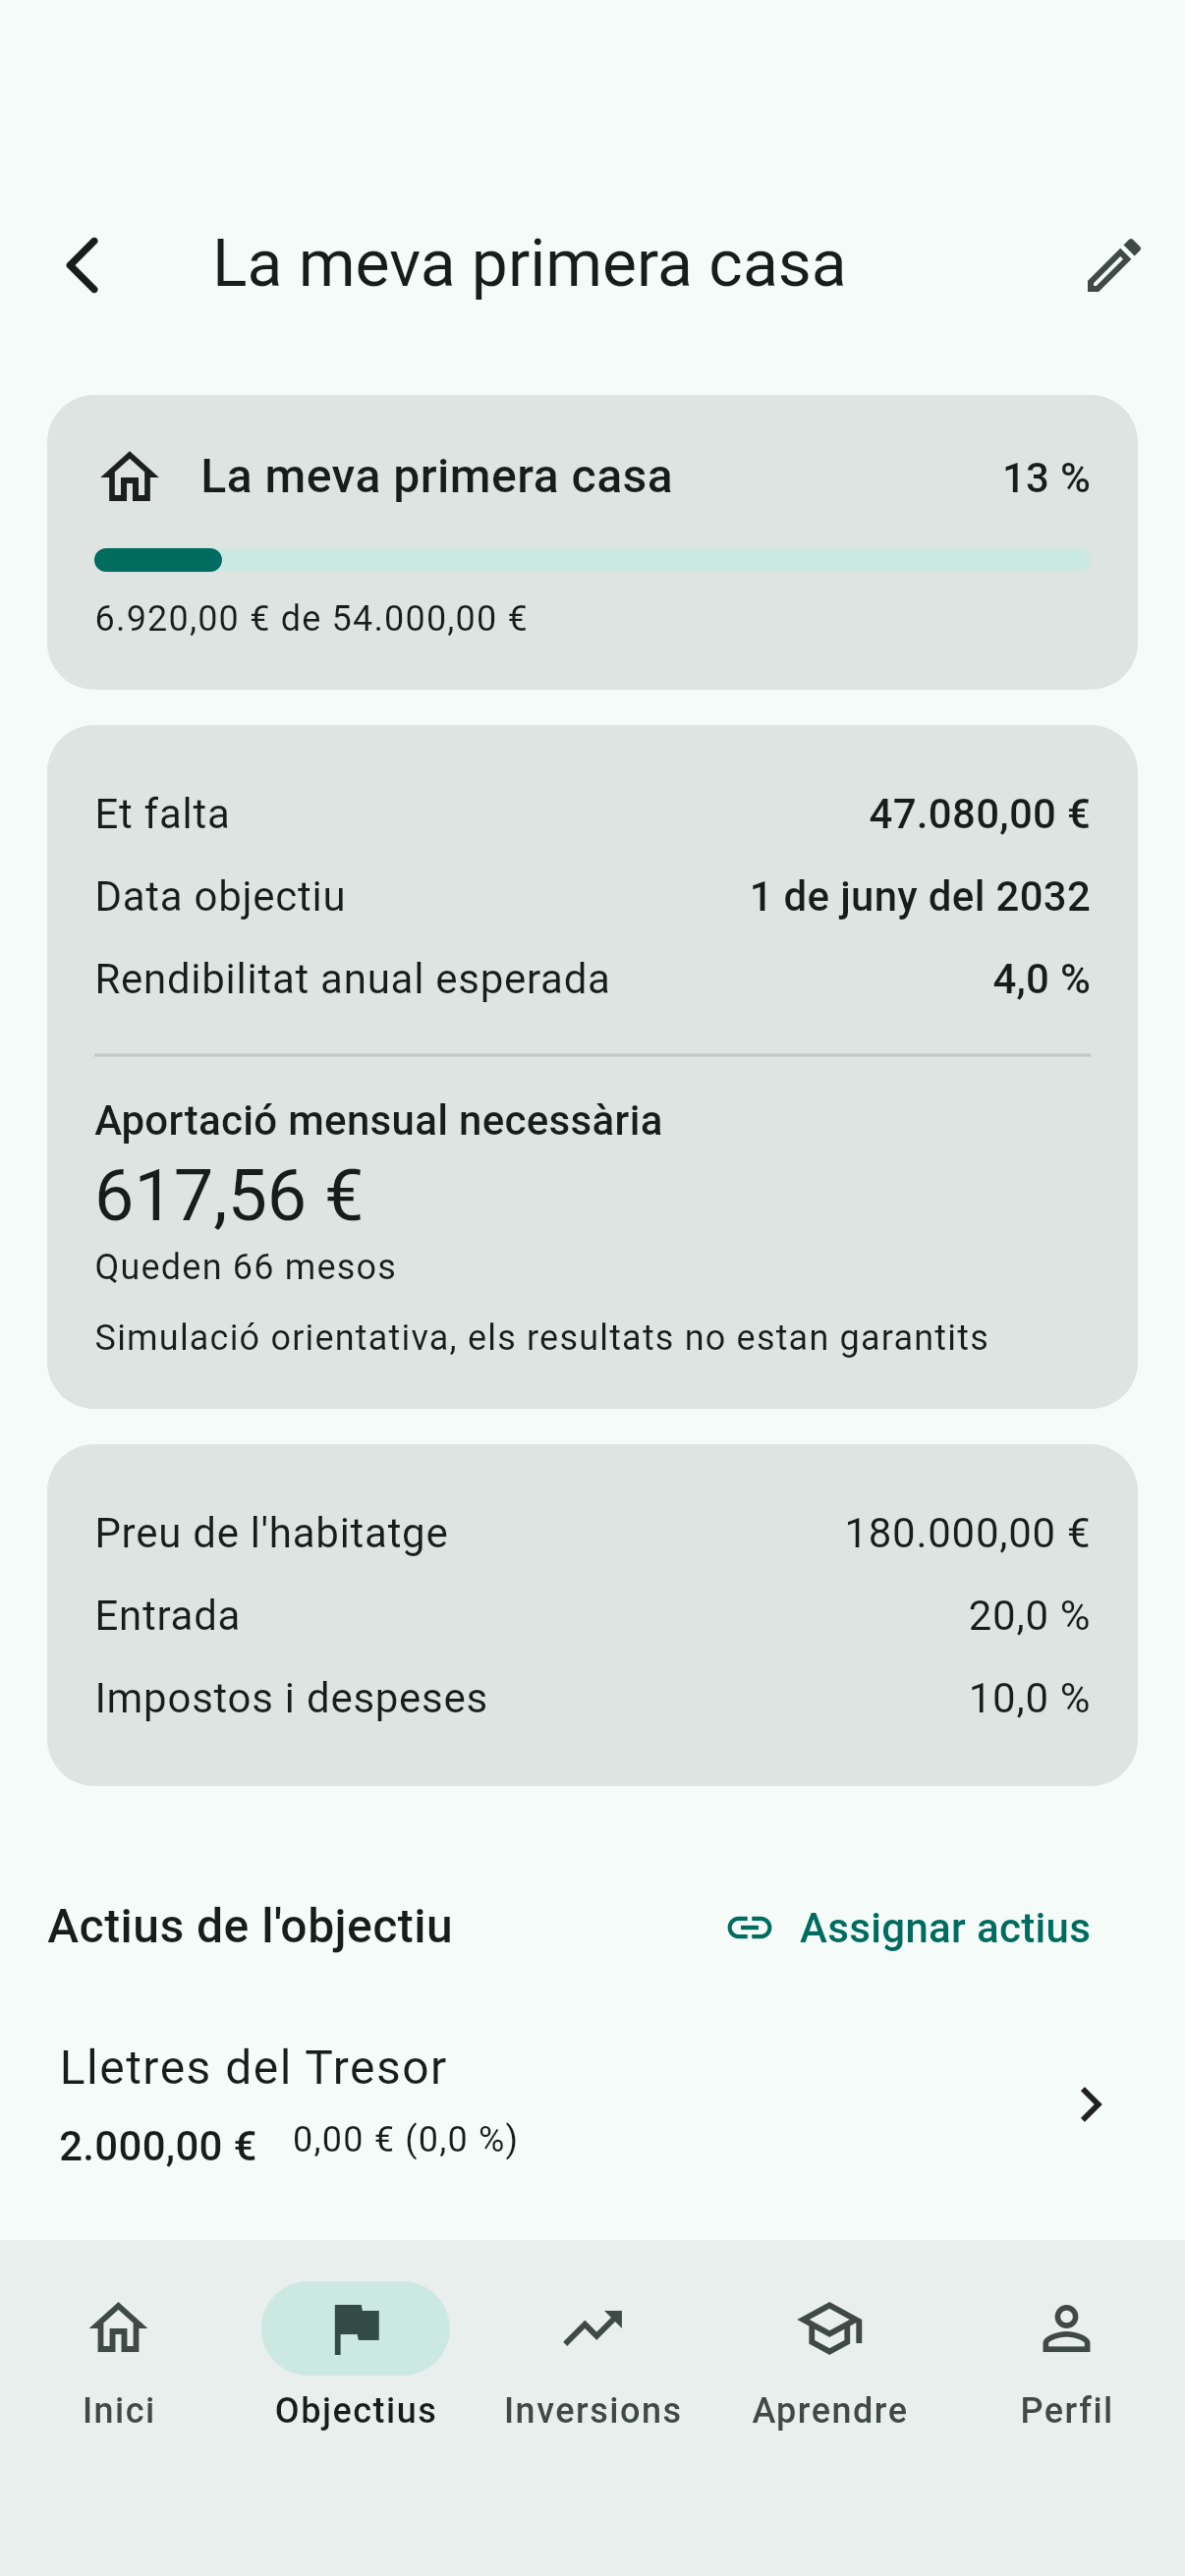 La meva primera casa
La meva primera casa 13 %
6.920,00 € de 54.000,00 €
Et falta 47.080,00 €
Data objectiu 1 de juny del 2032
Rendibilitat anual esperada 4,0 %
Aportació mensual necessària
617,56 €
Queden 66 mesos
Simulació orientativa, els resultats no estan garantits
Preu de l'habitatge 180.000,00 €
Entrada 20,0 %
Impostos i despeses 10,0 %
Actius de l'objectiu Assignar actius
Lletres del Tresor
2.000,00 € 0,00 € (0,0 %)
Inici Objectius Inversions Aprendre Perfil